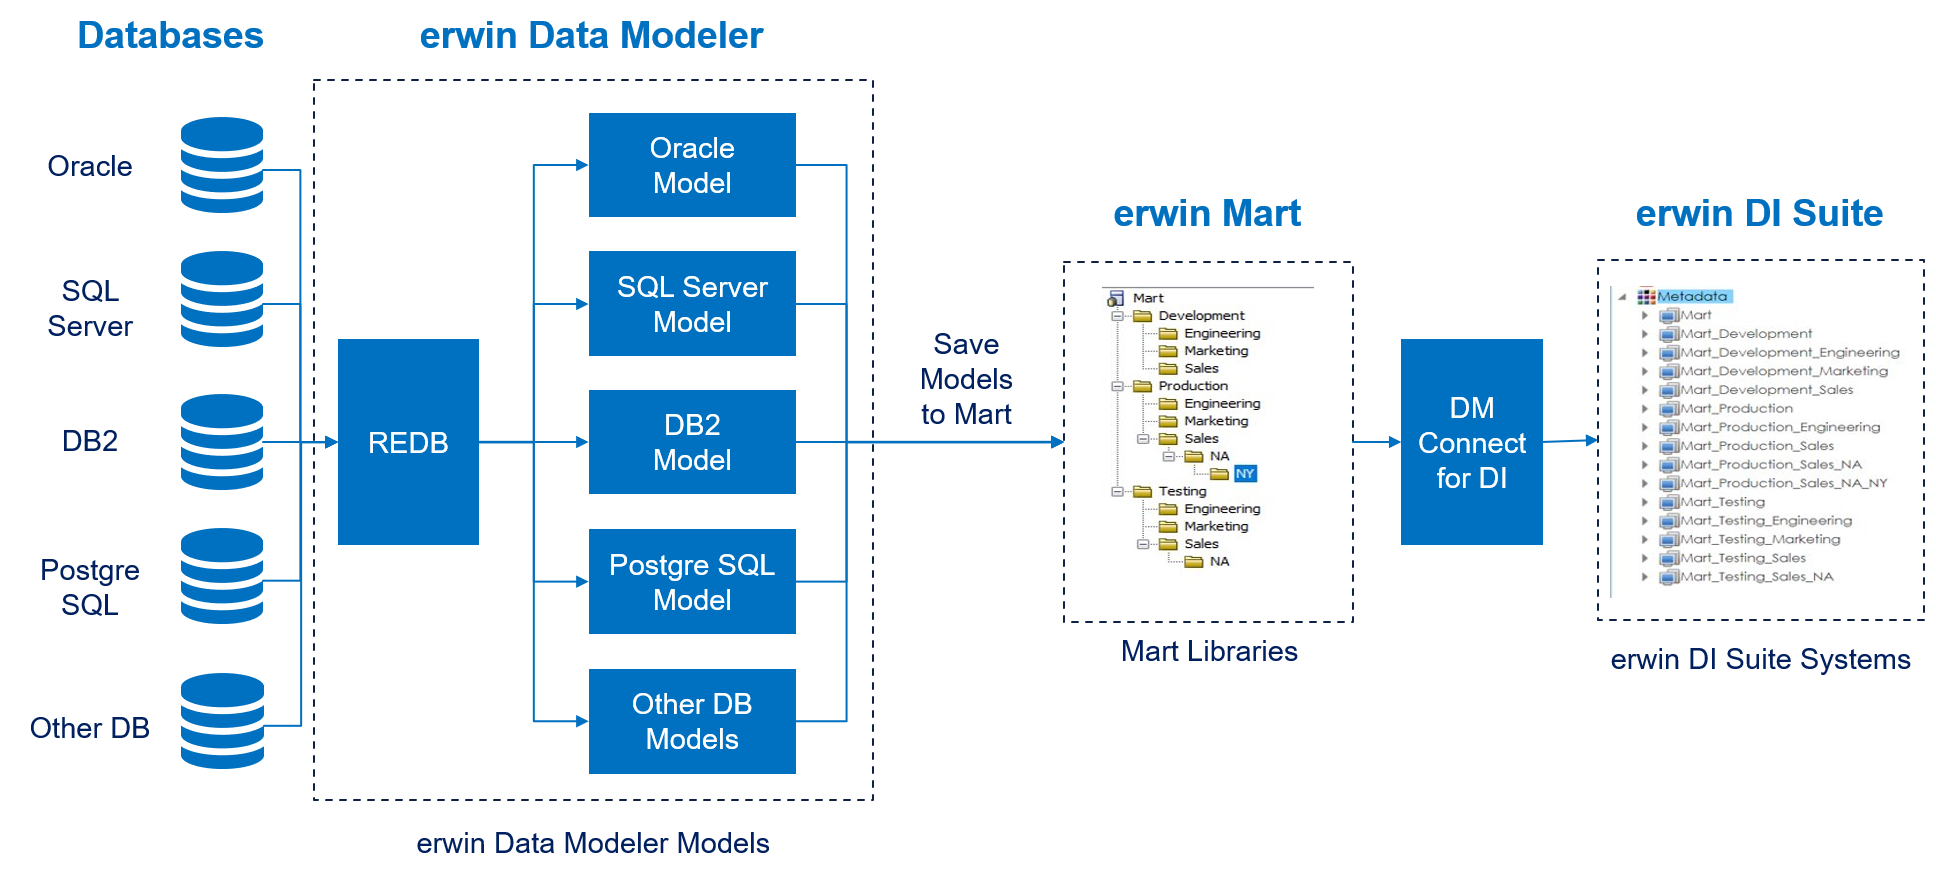 Databases
erwin Data Modeler
Oracle
SQL
Server
DB2
Postgre
SQL
Other DB
REDB
Oracle
Model
SQL Server
Model
DB2
Model
Postgre SQL
Model
Other DB
Models
erwin Data Modeler Models
Save
Models
to Mart
erwin Mart
Mart
Development
Engineering
Marketing
Sales
Production
Engineering
Marketing
Sales
NA
NY
Testing
Engineering
Marketing
Sales
NA
Mart Libraries
DM
Connect
for DI
erwin DI Suite
Metadata
Mart
Mart_Development
Mart_Development_Engineering
Mart_Development_Marketing
Mart_Development_Sales
Mart_Production
Mart_Production_Engineering
Mart_Production_Sales
Mart_Production_Sales_NA
Mart_Production_Sales_NA_NY
Mart_Testing
Mart_Testing_Engineering
Mart_Testing_Marketing
Mart_Testing_Sales
Mart_Testing_Sales_NA
erwin DI Suite Systems